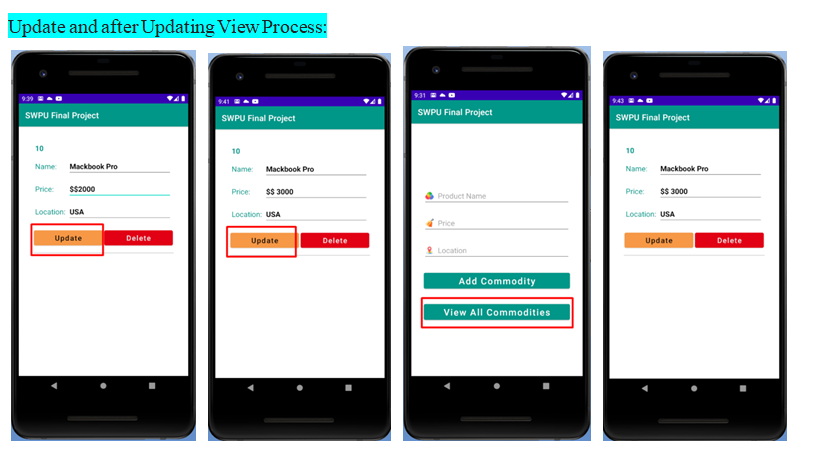 Update and after Updating View Process:
9:39
SWPU Final Project
10
Name: Mackbook Pro
Price: $$2000
Location: USA
Update Delete
9:41
SWPU Final Project
10
Name: Mackbook Pro
Price: $$ 3000
Location: USA
Update Delete
9:31
SWPU Final Project
Product Name
Price
Location
Add Commodity
View All Commodities
9:43
SWPU Final Project
10
Name: Mackbook Pro
Price: $$ 3000
Location: USA
Update Delete